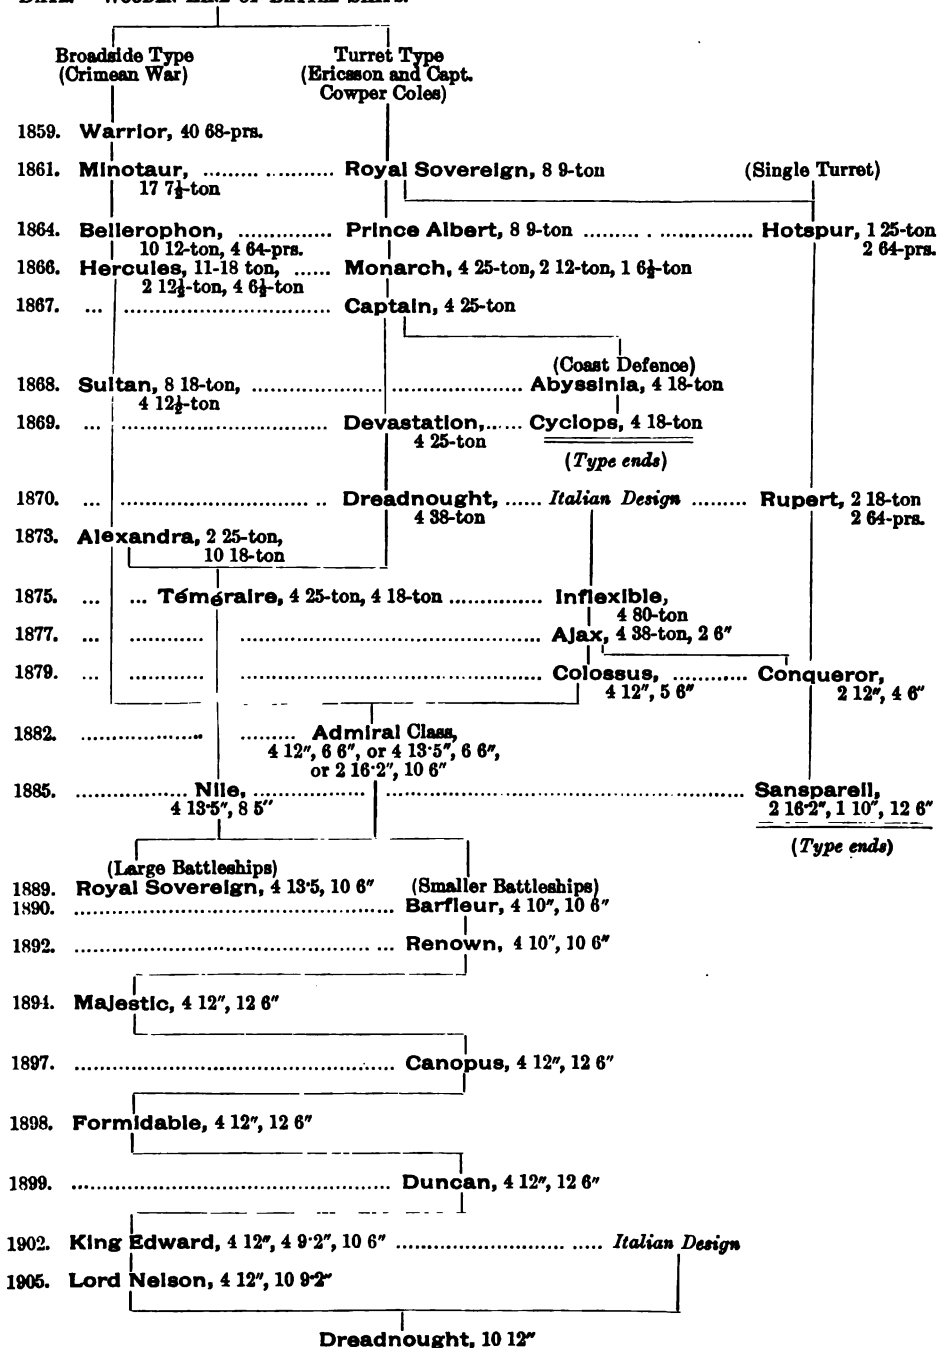 DATE. WOODEN LINE OF BATTLE SHIPS.
Broadside Type
(Crimean War)
Turret Type
(Ericsson and Capt.
Cowper Coles)
1859. Warrior, 40 68-prs.
1861. Minotaur, ......... ........... Royal Sovereign, 8 9-ton (Single Turret)
17 7½-ton
1864. Bellerophon, ............... Prince Albert, 8 9-ton ........ . .............. Hotspur, 1 25-ton
10 12-ton, 4 64-prs. 2 64-prs.
1866. Hercules, 11-18 ton, ...... Monarch, 4 25-ton, 2 12-ton, 1 6½-ton
2 12½-ton, 4 6½-ton
1867. ... ................................. Captain, 4 25-ton
(Coast Defence)
1868. Sultan, 8 18-ton, ........................................... Abyssinia, 4 18-ton
4 12½-ton
1869. ... ................................. Devastation, ...... Cyclops, 4 18-ton
4 25-ton
(Type ends)
1870. ... ............................ .. Dreadnought, ...... Italian Design ......... Rupert, 2 18-ton
4 38-ton 2 64-prs.
1873. Alexandra, 2 25-ton,
10 18-ton
1875. ... ... Téméraire, 4 25-ton, 4 18-ton ............... Inflexible,
4 80-ton
1877. ... ............ ................................................ Ajax, 4 38-ton, 2 6″
1879. ... ............ ................................................ Colossus, ............ Conqueror,
4 12″, 5 6″ 2 12″, 4 6″
1882. ................... ......... Admiral Class,
4 12″, 6 6″, or 4 13·5″, 6 6″,
or 2 16·2″, 10 6″
1885. .................. Nile, .................. ............................................. Sanspareil,
4 13·5″, 8 5″ 2 16·2″, 1 10″, 12 6″
(Type ends)
(Large Battleships)
1889. Royal Sovereign, 4 13·5, 10 6″ (Smaller Battleships)
1890. ................................................... Barfleur, 4 10″, 10 6″
1892. ............................................... ... Renown, 4 10″, 10 6″
1894. Majestic, 4 12″, 12 6″
1897. ................................................... Canopus, 4 12″, 12 6″
1898. Formidable, 4 12″, 12 6″
1899. ................................................... Duncan, 4 12″, 12 6″
1902. King Edward, 4 12″, 4 9·2″, 10 6″ ........................... ..... Italian Design
1905. Lord Nelson, 4 12″, 10 9·2″
Dreadnought, 10 12″